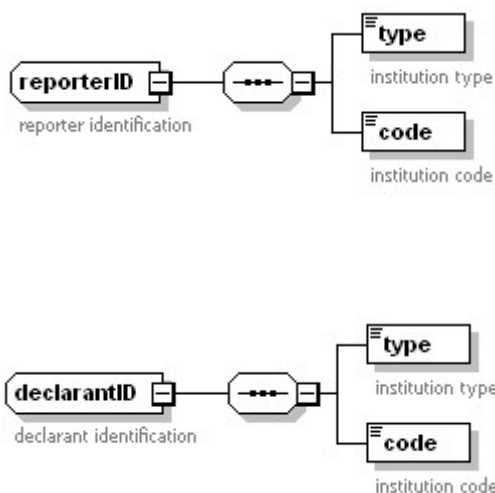 type
institution type
reporterID
reporter identification
code
institution code
type
institution type
declarantID
declarant identification
code
institution code